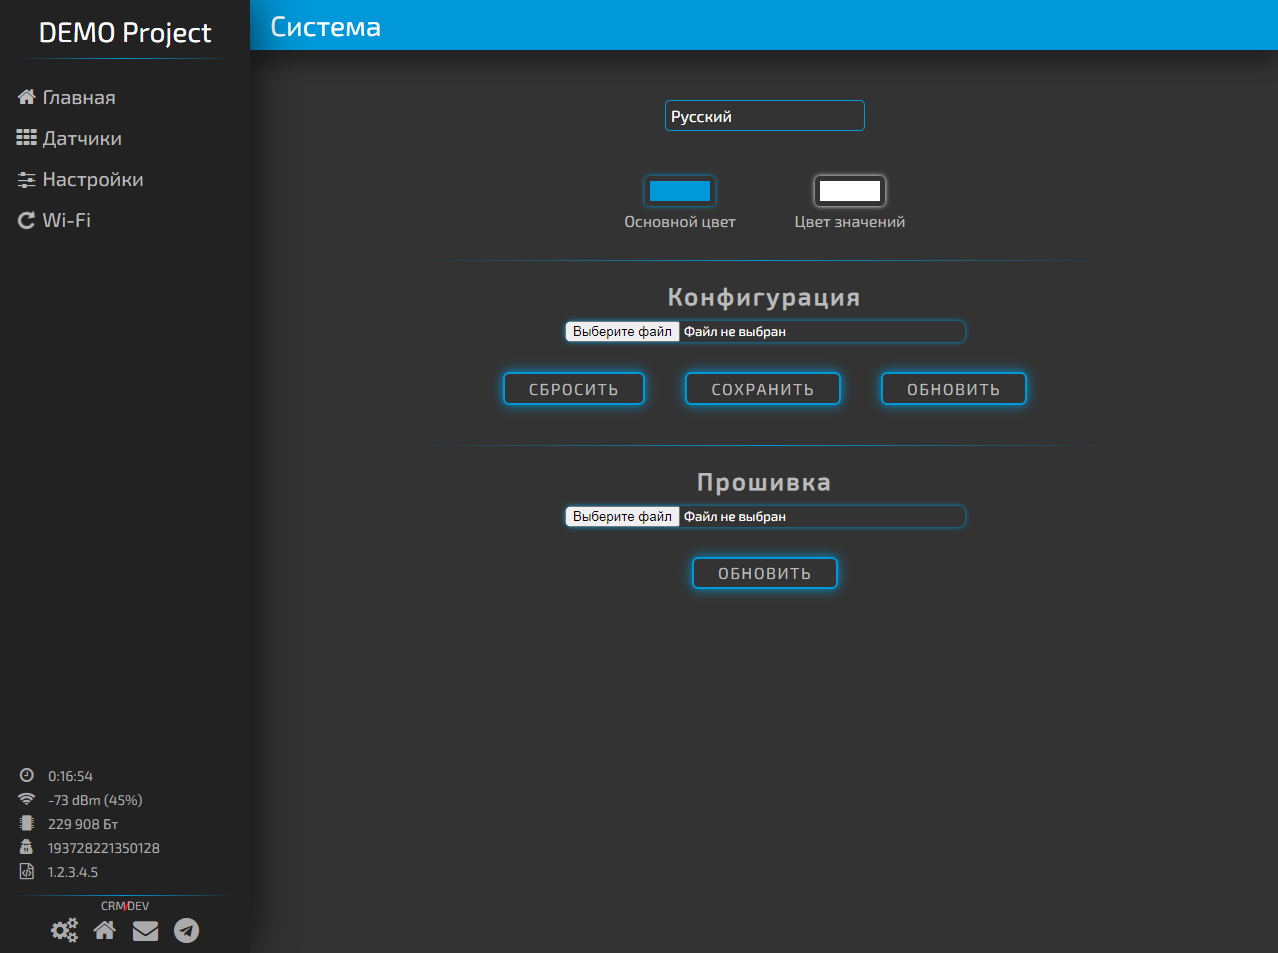 DEMO Project
Главная
Датчики
Настройки
Wi-Fi
0:16:54
-73 dBm (45%)
229 908 Бт
193728221350128
1.2.3.4.5
CRM/DEV
Система
Русский
Основной цвет Цвет значений
Конфигурация
Выберите файл Файл не выбран
СБРОСИТЬ СОХРАНИТЬ ОБНОВИТЬ
Прошивка
Выберите файл Файл не выбран
ОБНОВИТЬ